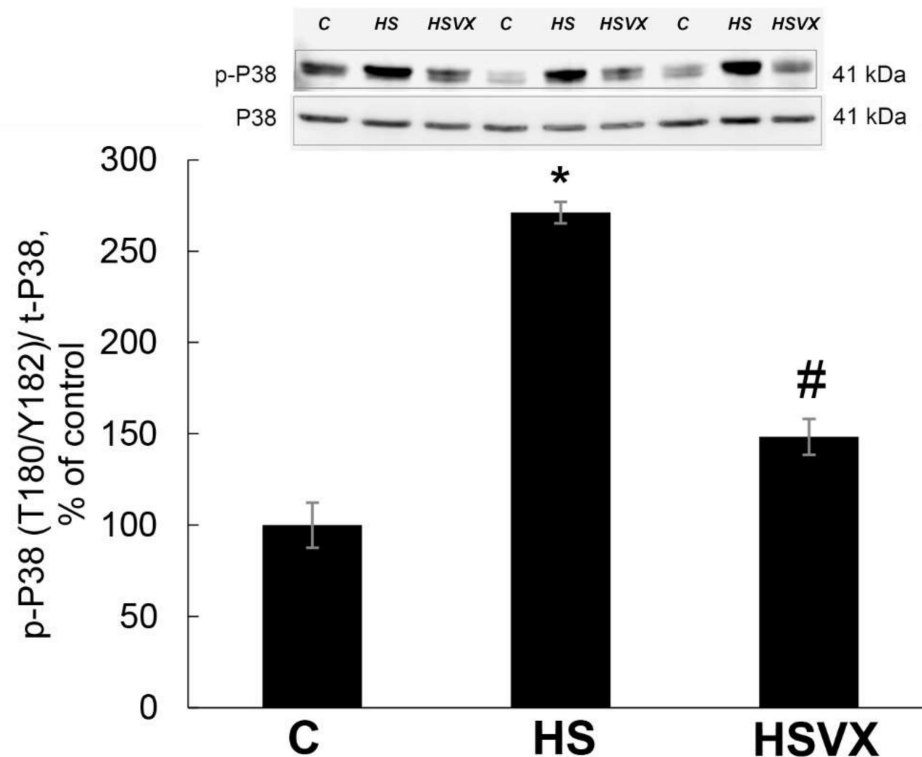 C HS HSVX C HS HSVX C HS HSVX
p-P38 41 kDa
P38 41 kDa
300
250
200
150
100
50
0
p-P38 (T180/Y182)/ t-P38,
% of control
*
#
C HS HSVX